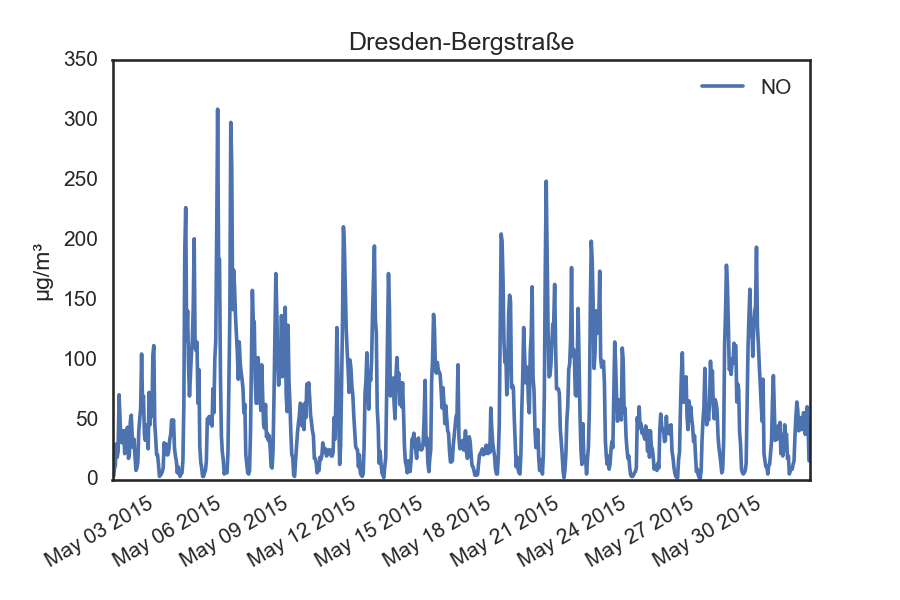 Dresden-Bergstraße
350
300
250
200
150
100
50
0
µg/m³
NO
May 03 2015
May 06 2015
May 09 2015
May 12 2015
May 15 2015
May 18 2015
May 21 2015
May 24 2015
May 27 2015
May 30 2015